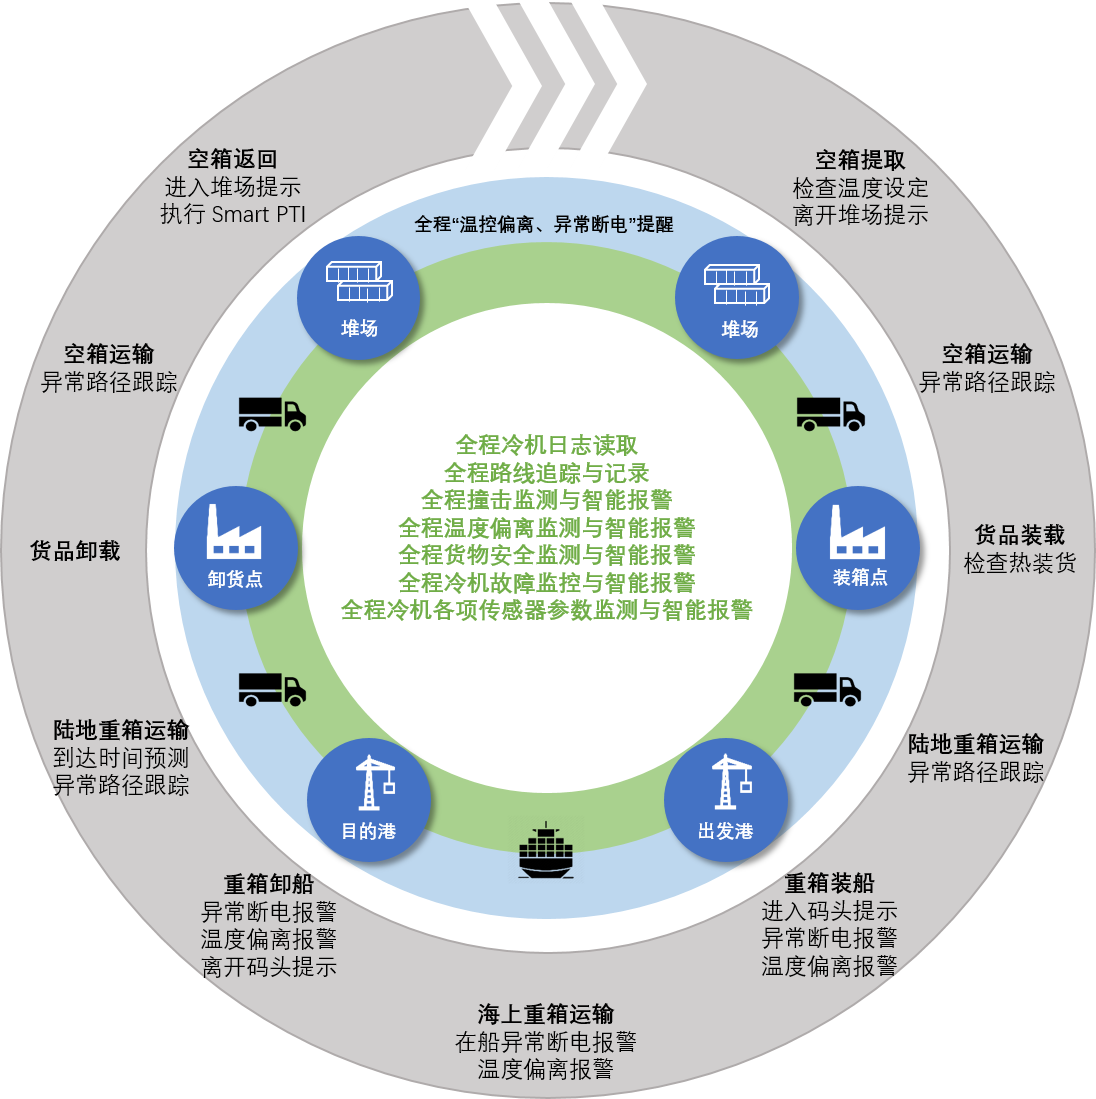 空箱返回
进入堆场提示
执行 Smart PTI
空箱提取
检查温度设定
离开堆场提示
全程“温控偏离、异常断电”提醒
堆场
堆场
空箱运输
异常路径跟踪
空箱运输
异常路径跟踪
全程冷机日志读取
全程路线追踪与记录
全程撞击监测与智能报警
全程温度偏离监测与智能报警
全程货物安全监测与智能报警
全程冷机故障监控与智能报警
全程冷机各项传感器参数监测与智能报警
货品卸载
卸货点
装箱点
货品装载
检查热装货
陆地重箱运输
到达时间预测
异常路径跟踪
陆地重箱运输
异常路径跟踪
目的港
出发港
重箱卸船
异常断电报警
温度偏离报警
离开码头提示
重箱装船
进入码头提示
异常断电报警
温度偏离报警
海上重箱运输
在船异常断电报警
温度偏离报警